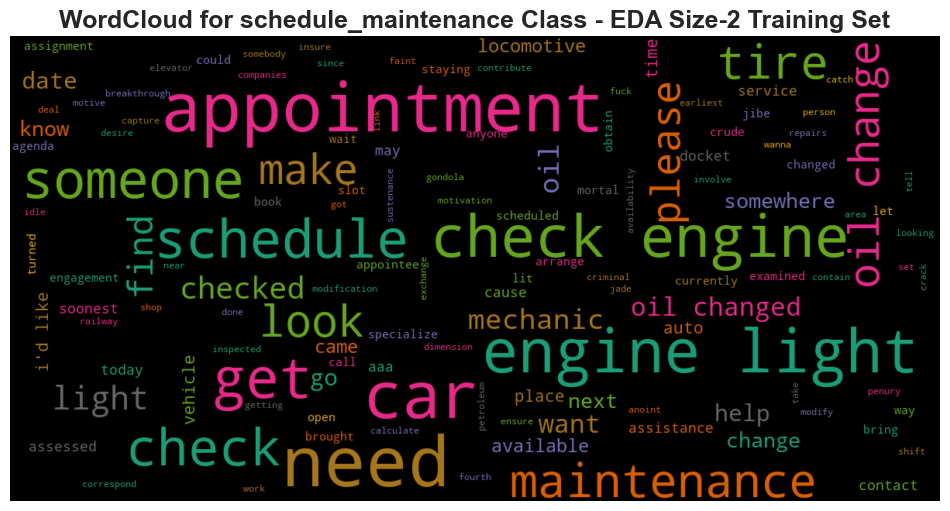 WordCloud for schedule_maintenance Class - EDA Size-2 Training Set
assignment
could
somebody
insure
since
faint
staying
contribute
locomotive
time
tire
catch
oil change
elevator
companies
date
breakthrough
deal
motive
capture
know
desire
agenda
appointment
link
fuck
wait
anyone
obtain
please
service
earliest
jibe
person
crude
wanna
repairs
someone
make
may
oil
docket
changed
slot
book
got
sustenance
gondola
motivation
mortal
availability
involve
somewhere
let
area
tell
idle
find
schedule
scheduled
check engine
oil change
looking
turned
near
appointee
exchange
arrange
lit
criminal
jade
currently
examined
contain
set
crack
engagement
modification
checked
cause
soonest
railway
shop
done
i'd like
look
specialize
mechanic
oil changed
auto
came
call
dimension
inspected
engine light
today
vehicle
get
go
aaa
getting
light
open
car
petroleum
place
next
anoint
help
take
modify
penury
way
assessed
check
brought
calculate
need
ensure
want
assistance
change
bring
available
shift
correspond
work
fourth
maintenance
contact